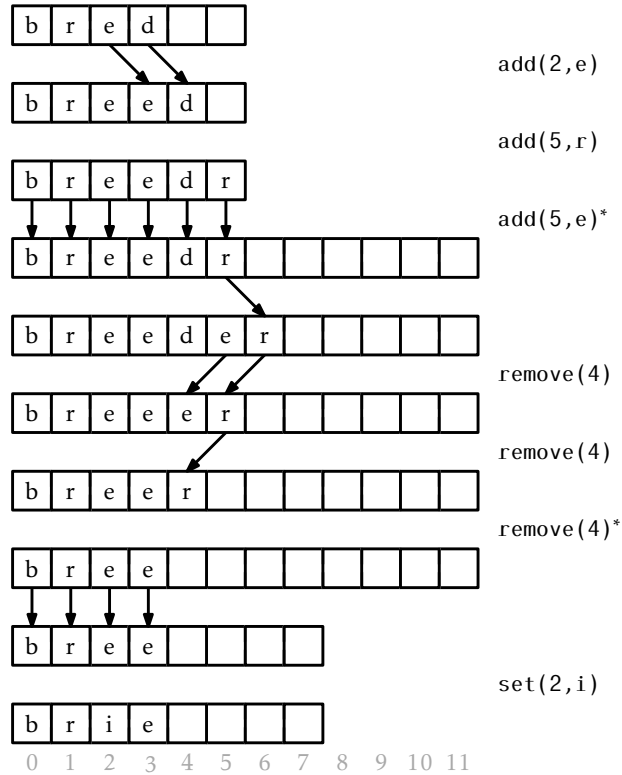 b r e d
add(2,e)
b r e e d
add(5,r)
b r e e d r
add(5,e)*
b r e e d r
b r e e d e r
remove(4)
b r e e e r
remove(4)
b r e e r
remove(4)*
b r e e
b r e e
set(2,i)
b r i e
0 1 2 3 4 5 6 7 8 9 10 11